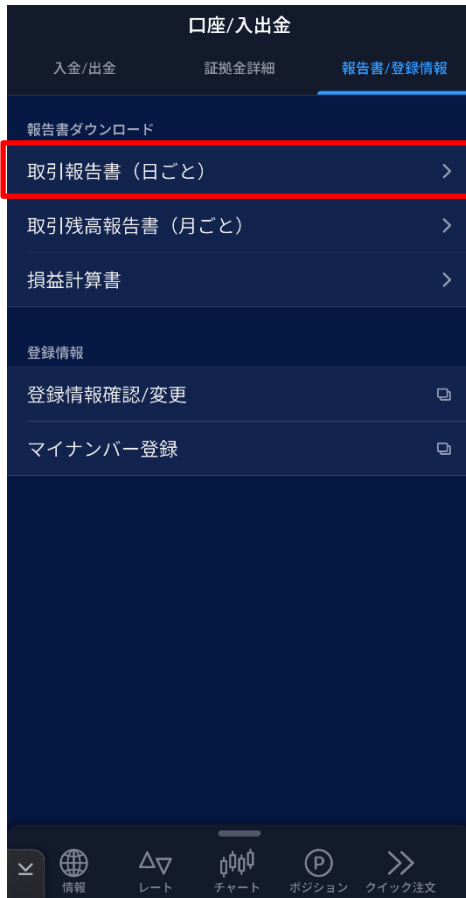 口座/入出金
入金/出金 証拠金詳細 報告書/登録情報
報告書ダウンロード
取引報告書（日ごと）
取引残高報告書（月ごと）
損益計算書
登録情報
登録情報確認/変更
マイナンバー登録
P
情報 レート チャート ポジション クイック注文